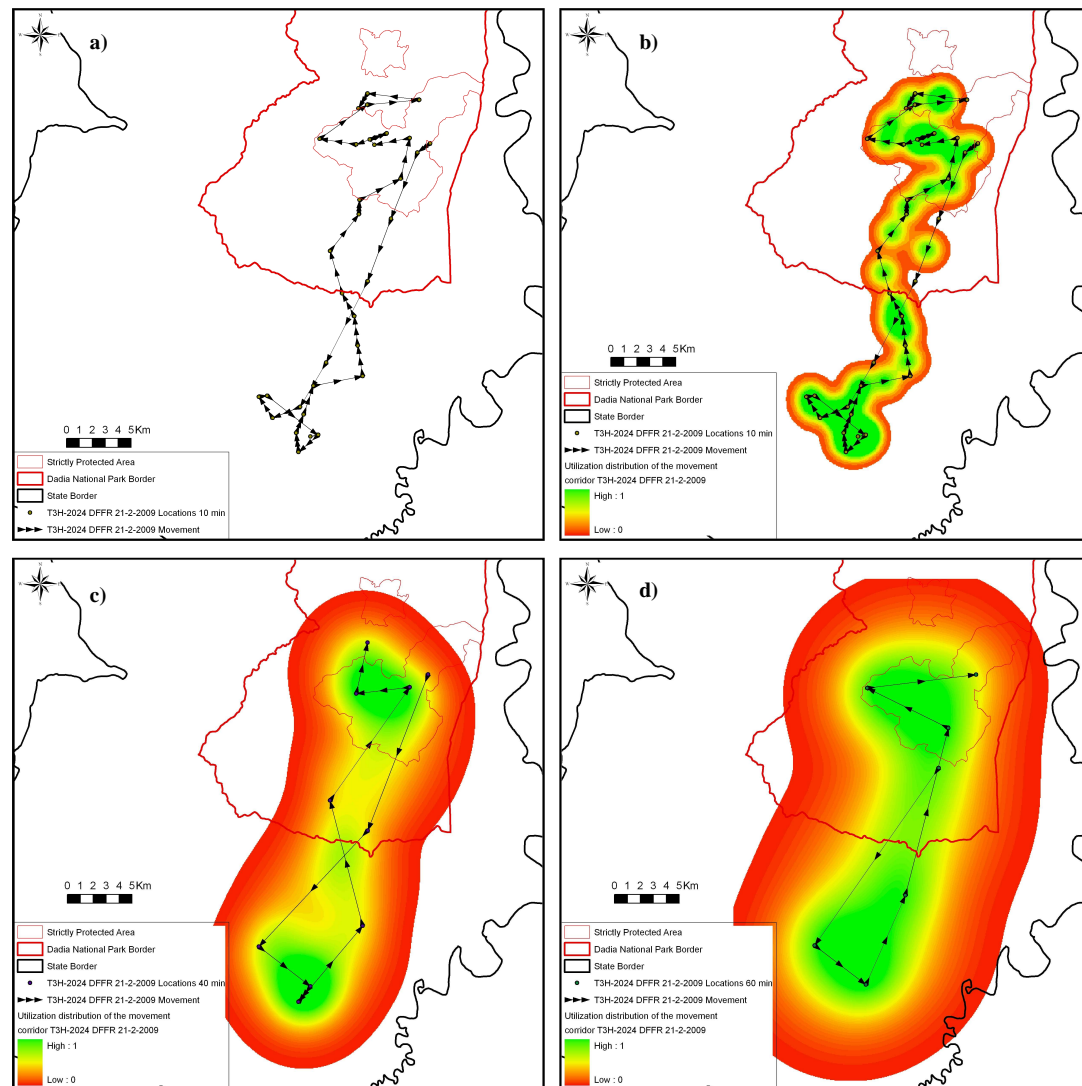 a)
0 1 2 3 4 5Km
Strictly Protected Area
Dadia National Park Border
State Border
T3H-2024 DFFR 21-2-2009 Locations 10 min
T3H-2024 DFFR 21-2-2009 Movement
b)
0 1 2 3 4 5Km
Strictly Protected Area
Dadia National Park Border
State Border
T3H-2024 DFFR 21-2-2009 Locations 10 min
T3H-2024 DFFR 21-2-2009 Movement
Utilization distribution of the movement
corridor T3H-2024 DFFR 21-2-2009
High : 1
Low : 0
c)
0 1 2 3 4 5Km
Strictly Protected Area
Dadia National Park Border
State Border
T3H-2024 DFFR 21-2-2009 Locations 40 min
T3H-2024 DFFR 21-2-2009 Movement
Utilization distribution of the movement
corridor T3H-2024 DFFR 21-2-2009
High : 1
Low : 0
d)
0 1 2 3 4 5Km
Strictly Protected Area
Dadia National Park Border
State Border
T3H-2024 DFFR 21-2-2009 Locations 60 min
T3H-2024 DFFR 21-2-2009 Movement
Utilization distribution of the movement
corridor T3H-2024 DFFR 21-2-2009
High : 1
Low : 0